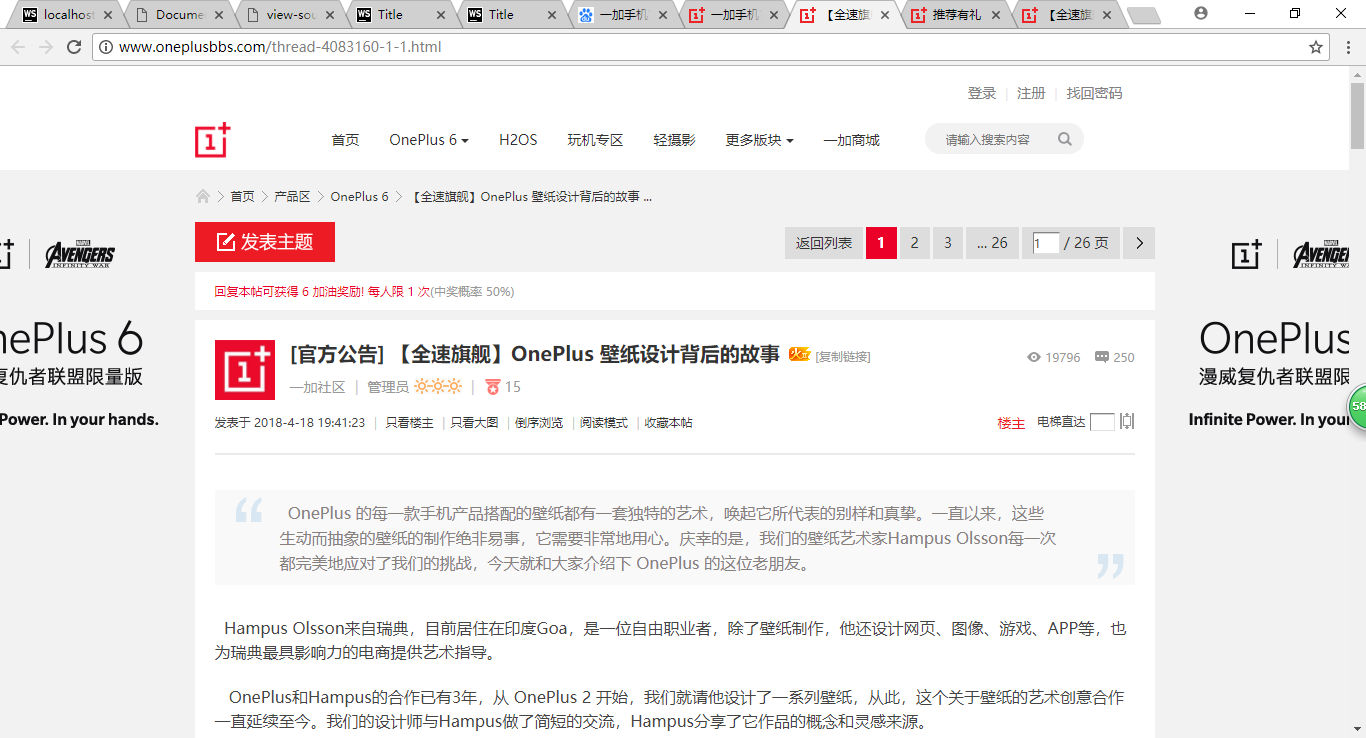 localhost
Docume
view-sou
Title
Title
一加手机
一加手机
【全速旗
推荐有礼
【全速旗
www.oneplusbbs.com/thread-4083160-1-1.html
登录 | 注册 | 找回密码
首页 OnePlus 6 H2OS 玩机专区 轻摄影 更多版块 一加商城 请输入搜索内容
首页 > 产品区 > OnePlus 6 > 【全速旗舰】OnePlus 壁纸设计背后的故事 ...
发表主题
返回列表 1 2 3 ... 26 1 / 26 页
MARVEL
AVENGERS
INFINITY WAR
MARVEL
AVENGERS
INFINITY WAR
回复本帖可获得 6 加油奖励! 每人限 1 次(中奖概率 50%)
nePlus 6
复仇者联盟限量版
Power. In your hands.
OnePlus
漫威复仇者联盟限
Infinite Power. In you
58
[官方公告] 【全速旗舰】OnePlus 壁纸设计背后的故事 火 [复制链接]
19796 250
一加社区 | 管理员 | 15
发表于 2018-4-18 19:41:23 | 只看楼主 | 只看大图 | 倒序浏览 | 阅读模式 | 收藏本帖
楼主 电梯直达
OnePlus 的每一款手机产品搭配的壁纸都有一套独特的艺术，唤起它所代表的别样和真挚。一直以来，这些
生动而抽象的壁纸的制作绝非易事，它需要非常地用心。庆幸的是，我们的壁纸艺术家Hampus Olsson每一次
都完美地应对了我们的挑战，今天就和大家介绍下 OnePlus 的这位老朋友。
Hampus Olsson来自瑞典，目前居住在印度Goa，是一位自由职业者，除了壁纸制作，他还设计网页、图像、游戏、APP等，也
为瑞典最具影响力的电商提供艺术指导。
OnePlus和Hampus的合作已有3年，从 OnePlus 2 开始，我们就请他设计了一系列壁纸，从此，这个关于壁纸的艺术创意合作
一直延续至今。我们的设计师与Hampus做了简短的交流，Hampus分享了它作品的概念和灵感来源。